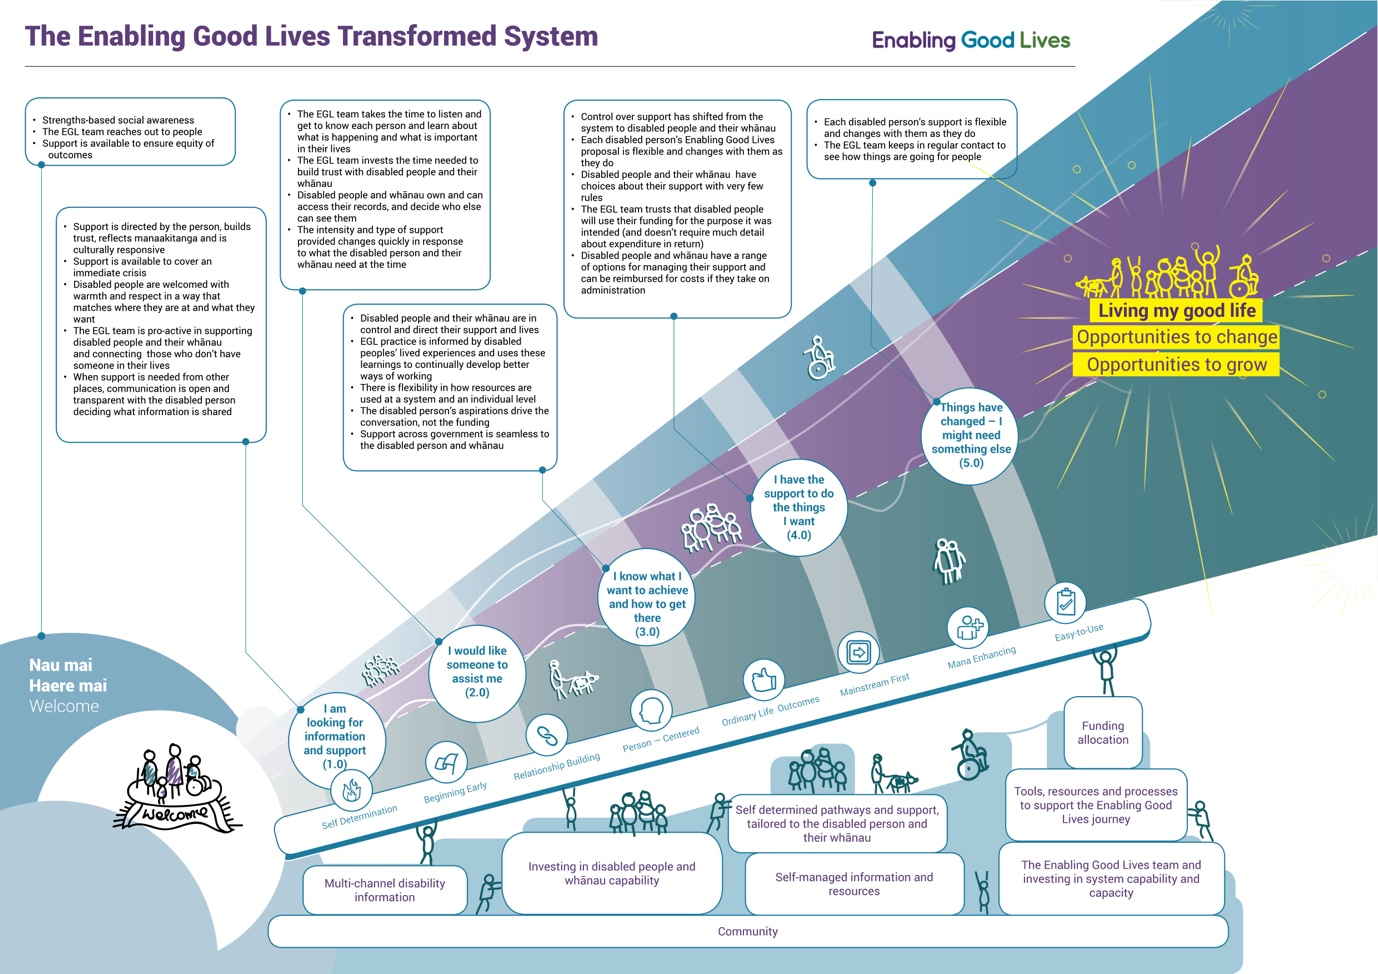 The Enabling Good Lives Transformed System
Enabling Good Lives
• Strengths-based social awareness
• The EGL team reaches out to people
• Support is available to ensure equity of
outcomes
• Support is directed by the person, builds
trust, reflects manaakitanga and is
culturally responsive
• Support is available to cover an
immediate crisis
• Disabled people are welcomed with
warmth and respect in a way that
matches where they are at and what they
want
• The EGL team is pro-active in supporting
disabled people and their whānau
and connecting those who don't have
someone in their lives
• When support is needed from other
places, communication is open and
transparent with the disabled person
deciding what information is shared
• The EGL team takes the time to listen and
get to know each person and learn about
what is happening and what is important
in their lives
• The EGL team invests the time needed to
build trust with disabled people and their
whānau
• Disabled people and whānau own and can
access their records, and decide who else
can see them
• The intensity and type of support
provided changes quickly in response
to what the disabled person and their
whānau need at the time
• Disabled people and their whānau are in
control and direct their support and lives
• EGL practice is informed by disabled
peoples' lived experiences and uses these
learnings to continually develop better
ways of working
• There is flexibility in how resources are
used at a system and an individual level
• The disabled person's aspirations drive the
conversation, not the funding
• Support across government is seamless to
the disabled person and whānau
• Control over support has shifted from the
system to disabled people and their whānau
• Each disabled person's Enabling Good Lives
proposal is flexible and changes with them as
they do
• Disabled people and their whānau have
choices about their support with very few
rules
• The EGL team trusts that disabled people
will use their funding for the purpose it was
intended (and doesn't require much detail
about expenditure in return)
• Disabled people and whānau have a range
of options for managing their support and
can be reimbursed for costs if they take on
administration
• Each disabled person's support is flexible
and changes with them as they do
• The EGL team keeps in regular contact to
see how things are going for people
Living my good life
Opportunities to change
Opportunities to grow
Things have
changed – I
might need
something else
(5.0)
I have the
support to do
the things
I want
(4.0)
I know what I
want to achieve
and how to get
there
(3.0)
I would like
someone to
assist me
(2.0)
I am
looking for
information
and support
(1.0)
Nau mai
Haere mai
Welcome
Welcome
Self Determination
Beginning Early
Relationship Building
Person – Centered
Ordinary Life Outcomes
Mainstream First
Mana Enhancing
Easy-to-Use
Funding
allocation
Tools, resources and processes
to support the Enabling Good
Lives journey
Self determined pathways and support,
tailored to the disabled person and
their whānau
Multi-channel disability
information
Investing in disabled people and
whānau capability
Self-managed information and
resources
The Enabling Good Lives team and
investing in system capability and
capacity
Community